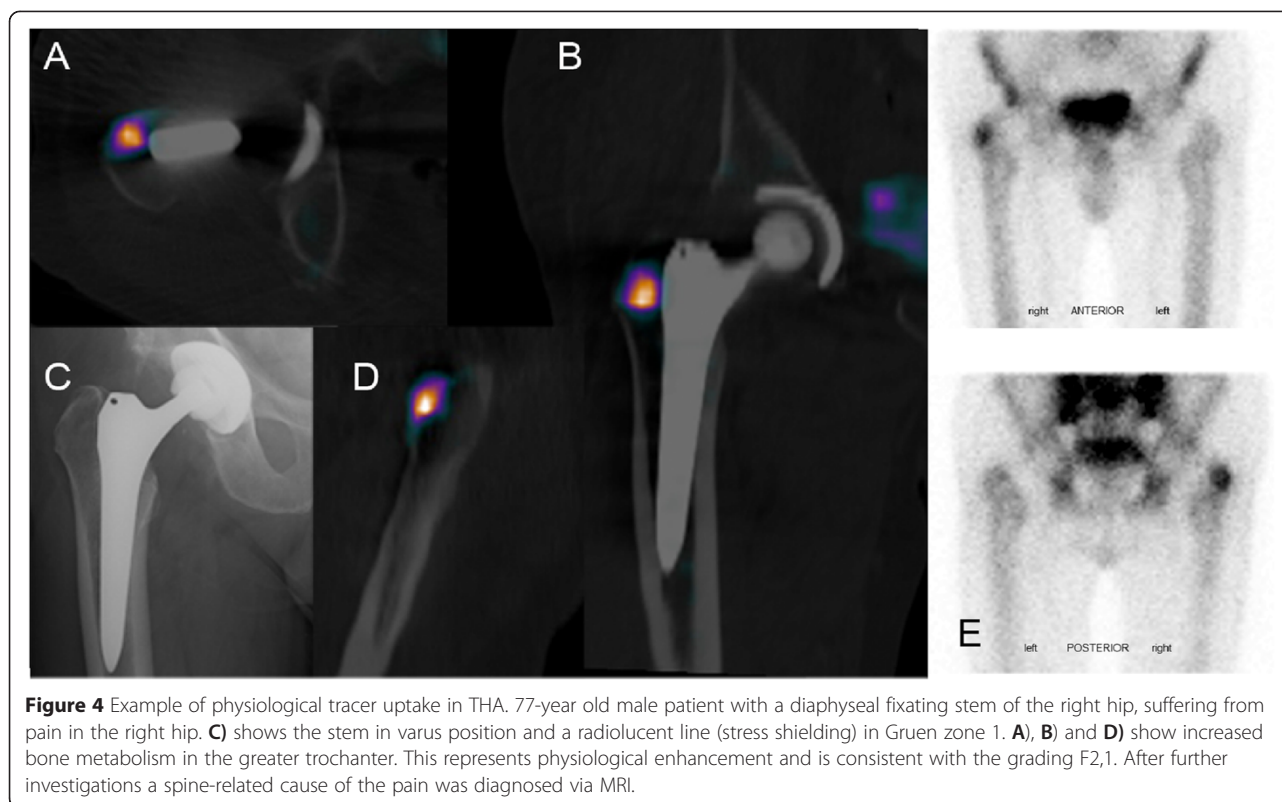 A
B
right ANTERIOR left
C
D
E
left POSTERIOR right
Figure 4 Example of physiological tracer uptake in THA. 77-year old male patient with a diaphyseal fixating stem of the right hip, suffering from
pain in the right hip. C) shows the stem in varus position and a radiolucent line (stress shielding) in Gruen zone 1. A), B) and D) show increased
bone metabolism in the greater trochanter. This represents physiological enhancement and is consistent with the grading F2,1. After further
investigations a spine-related cause of the pain was diagnosed via MRI.